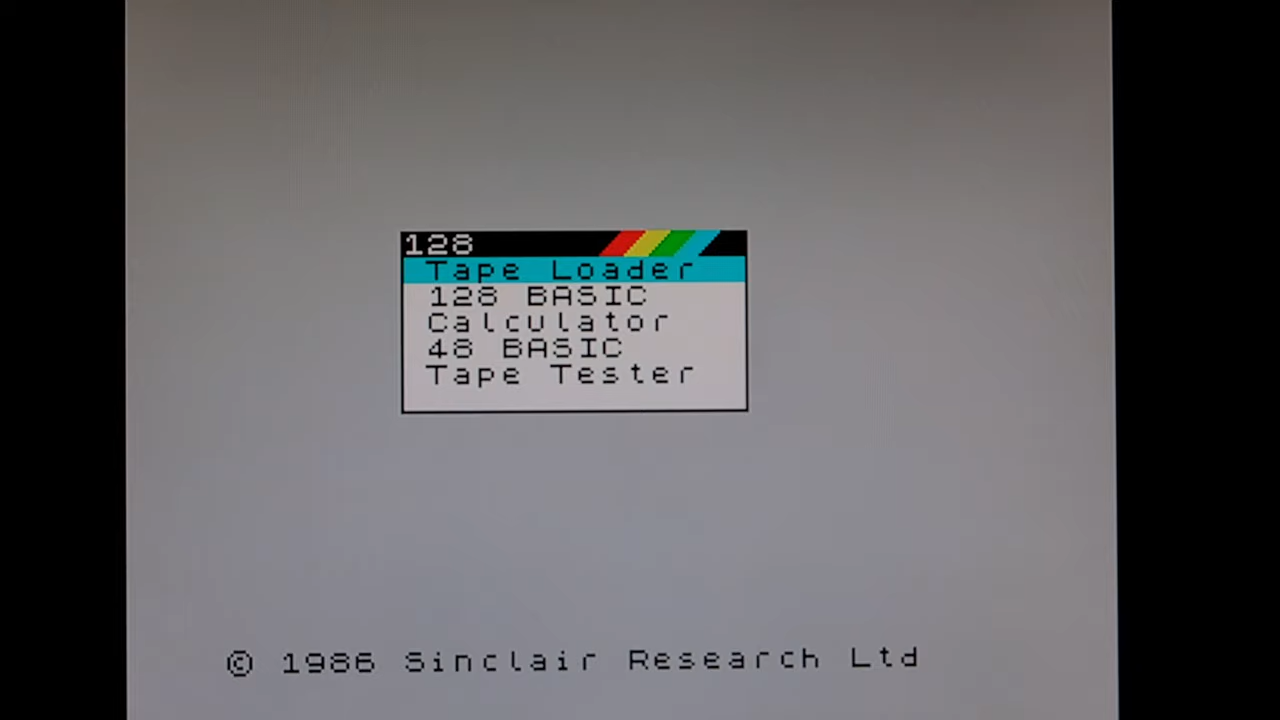 128
Tape Loader
128 BASIC
Calculator
48 BASIC
Tape Tester
© 1986 Sinclair Research Ltd